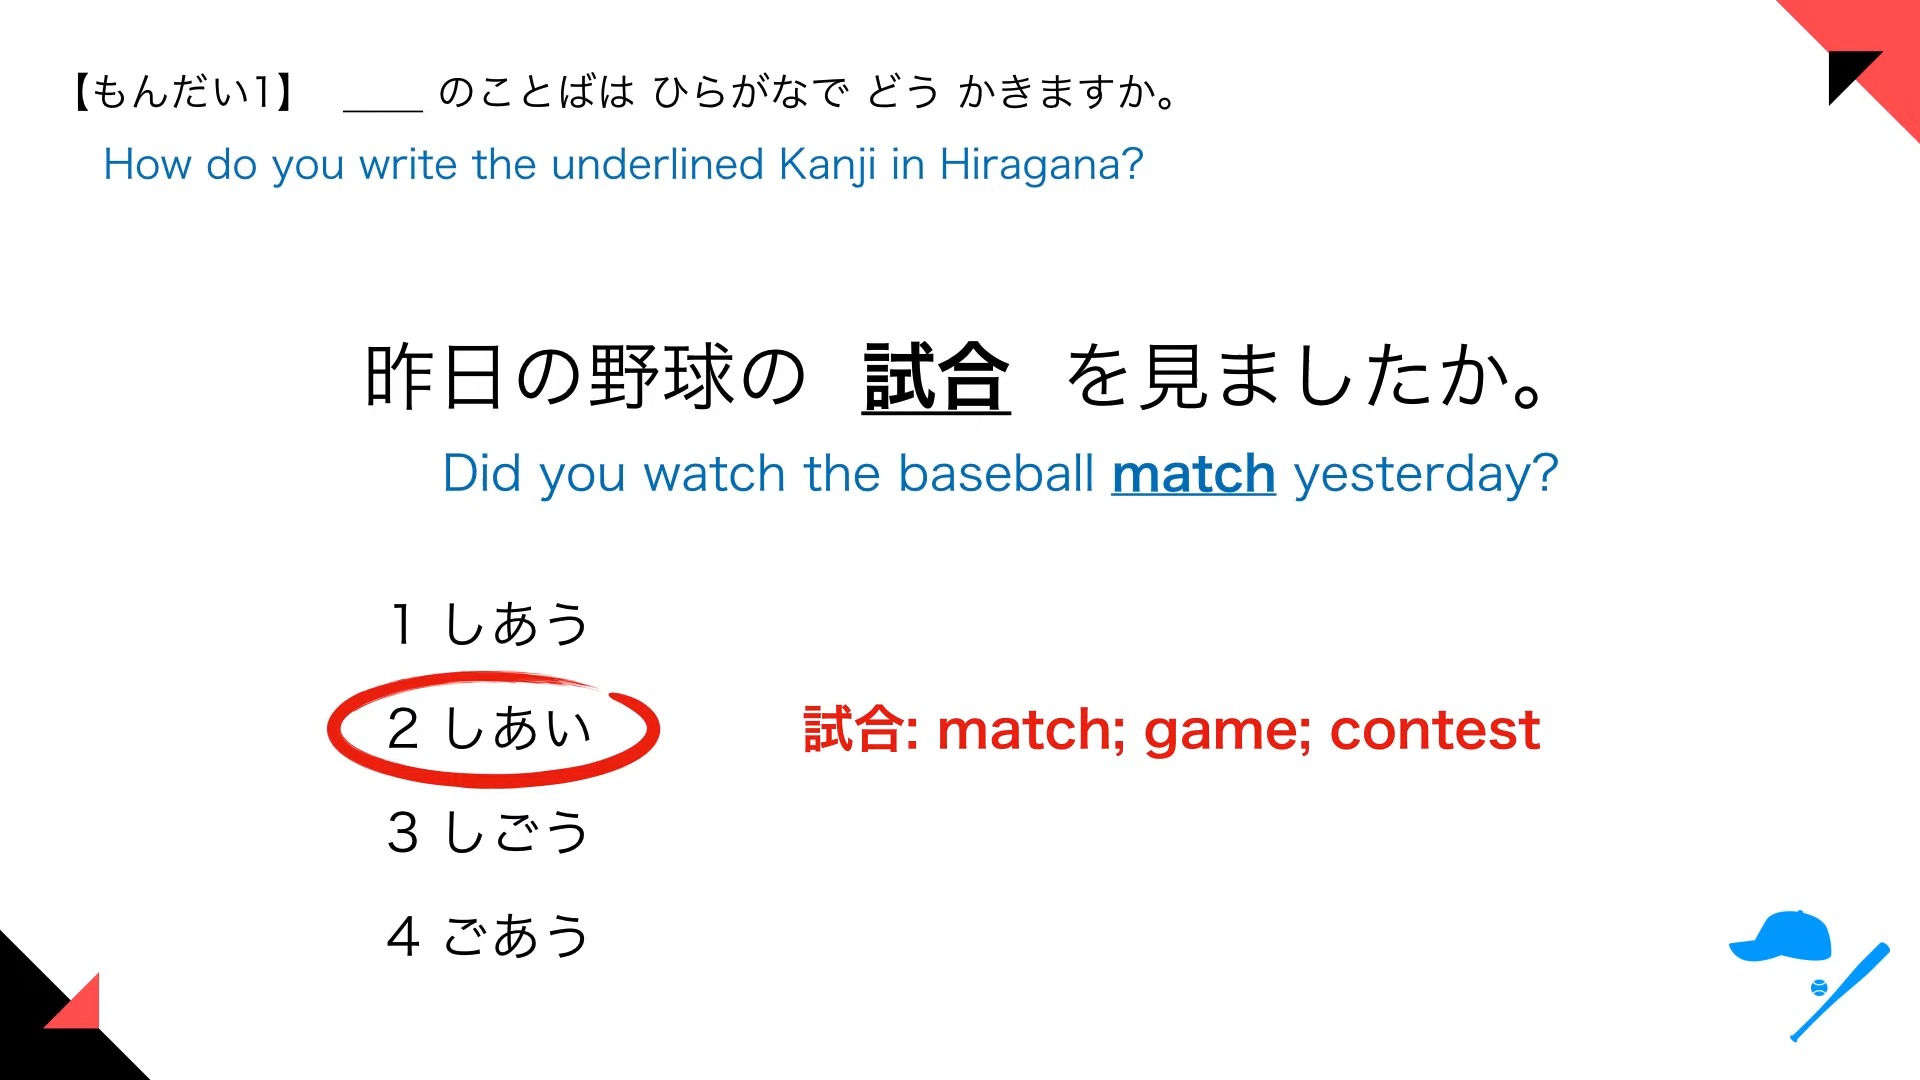 【もんだい1】 ____ のことばは ひらがなで どう かきますか。
How do you write the underlined Kanji in Hiragana?
昨日の野球の 試合 を見ましたか。
Did you watch the baseball match yesterday?
1 しあう
2 しあい
試合: match; game; contest
3 しごう
4 ごあう